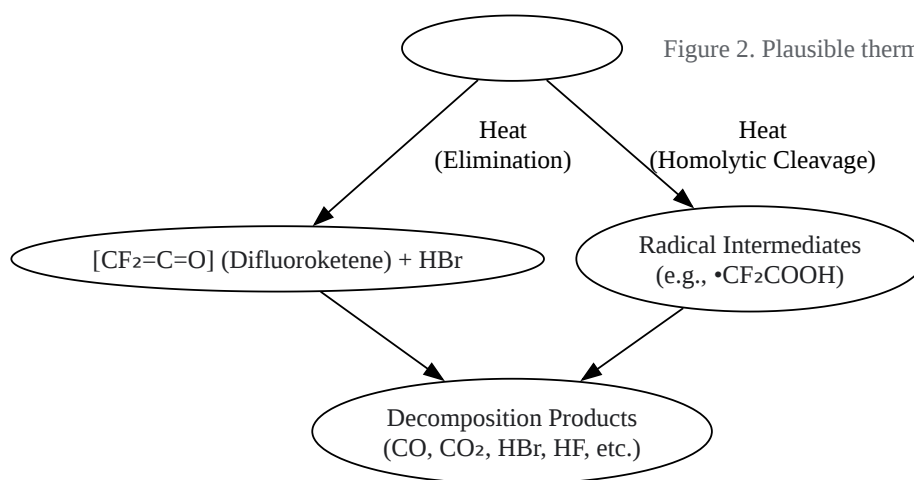 Figure 2. Plausible therm
Heat
(Elimination)
Heat
(Homolytic Cleavage)
[CF₂=C=O] (Difluoroketene) + HBr
Radical Intermediates
(e.g., •CF₂COOH)
Decomposition Products
(CO, CO₂, HBr, HF, etc.)